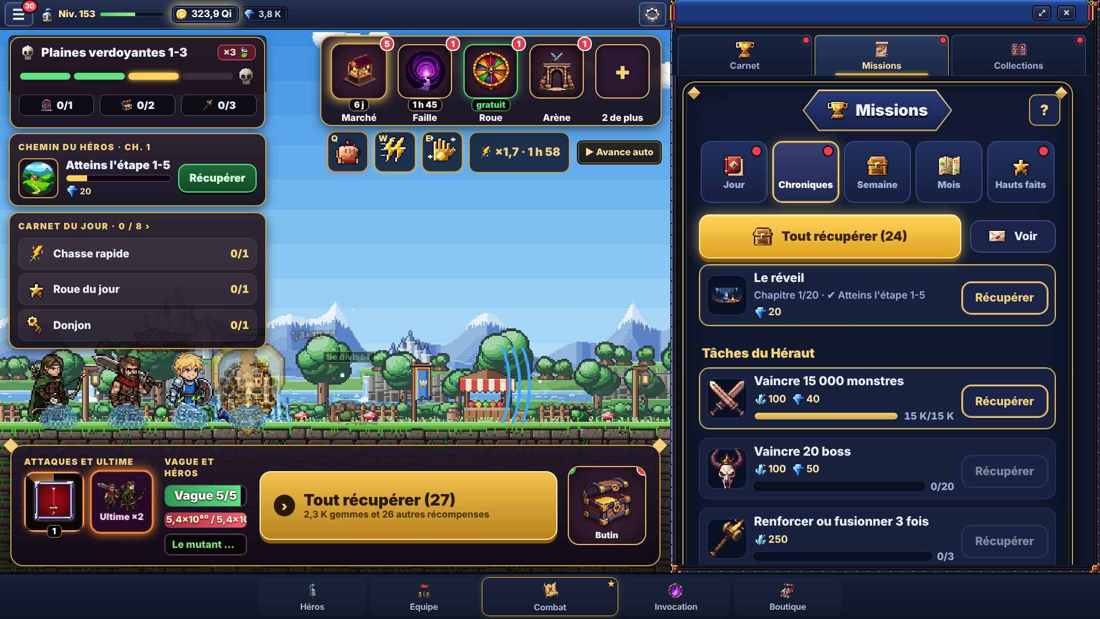 30
Niv. 153
323,9 Qi
3,8 K
Plaines verdoyantes 1-3
×3
0/1
0/2
0/3
CHEMIN DU HÉROS · CH. 1
Atteins l'étape 1-5
20
Récupérer
CARNET DU JOUR · 0 / 8 ›
Chasse rapide
0/1
Roue du jour
0/1
Donjon
0/1
5
6 j
Marché
1
1 h 45
Faille
1
gratuit
Roue
1
Arène
+
2 de plus
Q
W
E
×1,7 · 1 h 58
Avance auto
ATTAQUES ET ULTIME
1
Ultime ×2
VAGUE ET HÉROS
Vague 5/5
Le mutant ...
Tout récupérer (27)
2,3 K gemmes et 26 autres récompenses
Butin
Héros
Équipe
Combat
Invocation
Boutique
Carnet
Missions
Collections
Missions
?
Jour
Chroniques
Semaine
Mois
Hauts faits
Tout récupérer (24)
Voir
Le réveil
Chapitre 1/20 · ✔ Atteins l'étape 1-5
20
Récupérer
Tâches du Héraut
Vaincre 15 000 monstres
100 40
15 K/15 K
Récupérer
Vaincre 20 boss
100 50
0/20
Récupérer
Renforcer ou fusionner 3 fois
250
0/3
Récupérer